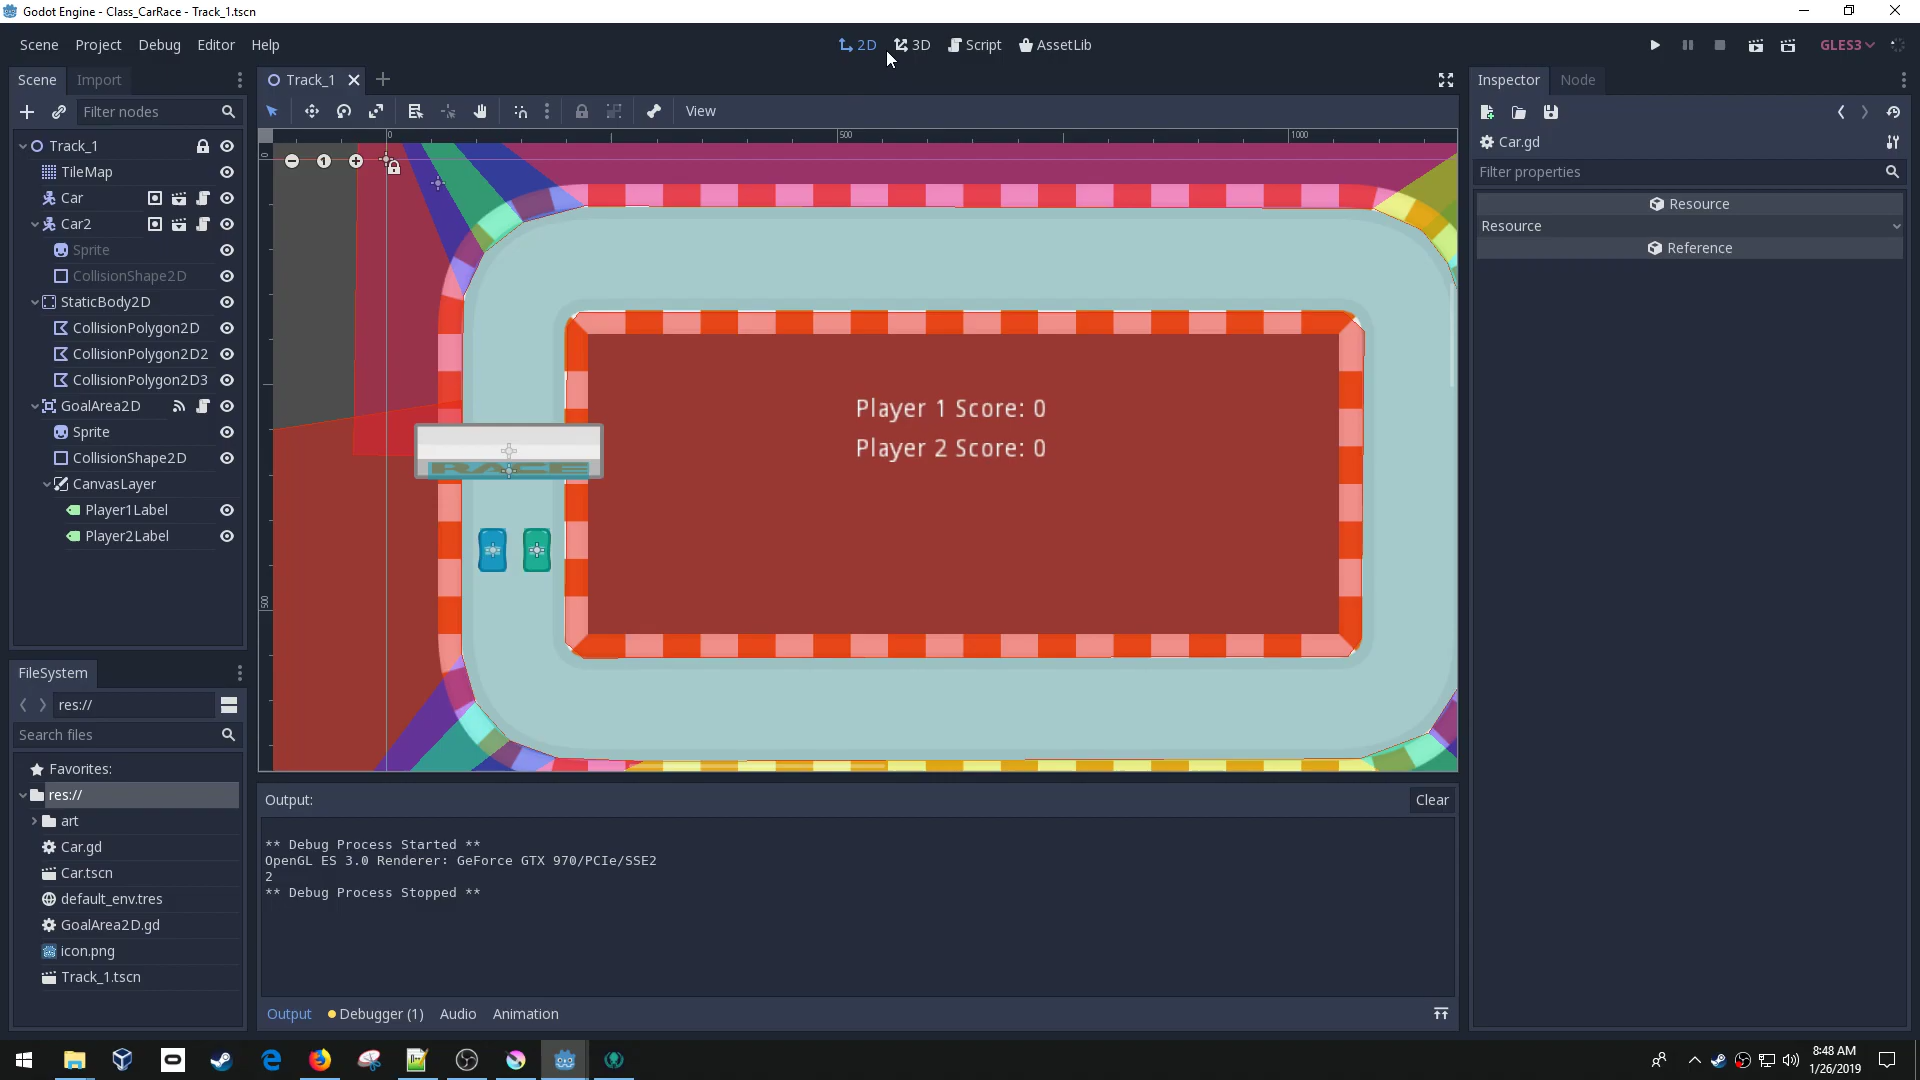 Godot Engine - Class_CarRace - Track_1.tscn
Scene Project Debug Editor Help
2D 3D Script AssetLib
GLES3
Scene Import
Track_1
Inspector Node
Filter nodes
View
Car.gd
Filter properties
Resource
Resource
Reference
Track_1
TileMap
Car
Car2
Sprite
CollisionShape2D
StaticBody2D
CollisionPolygon2D
CollisionPolygon2D2
CollisionPolygon2D3
GoalArea2D
Sprite
CollisionShape2D
CanvasLayer
Player1Label
Player2Label
0
500
1000
0
500
1
Player 1 Score: 0
Player 2 Score: 0
RACE
FileSystem
res://
Search files
Favorites:
res://
art
Car.gd
Car.tscn
default_env.tres
GoalArea2D.gd
icon.png
Track_1.tscn
Output:
Clear
** Debug Process Started **
OpenGL ES 3.0 Renderer: GeForce GTX 970/PCIe/SSE2
2
** Debug Process Stopped **
Output Debugger (1) Audio Animation
8:48 AM
1/26/2019